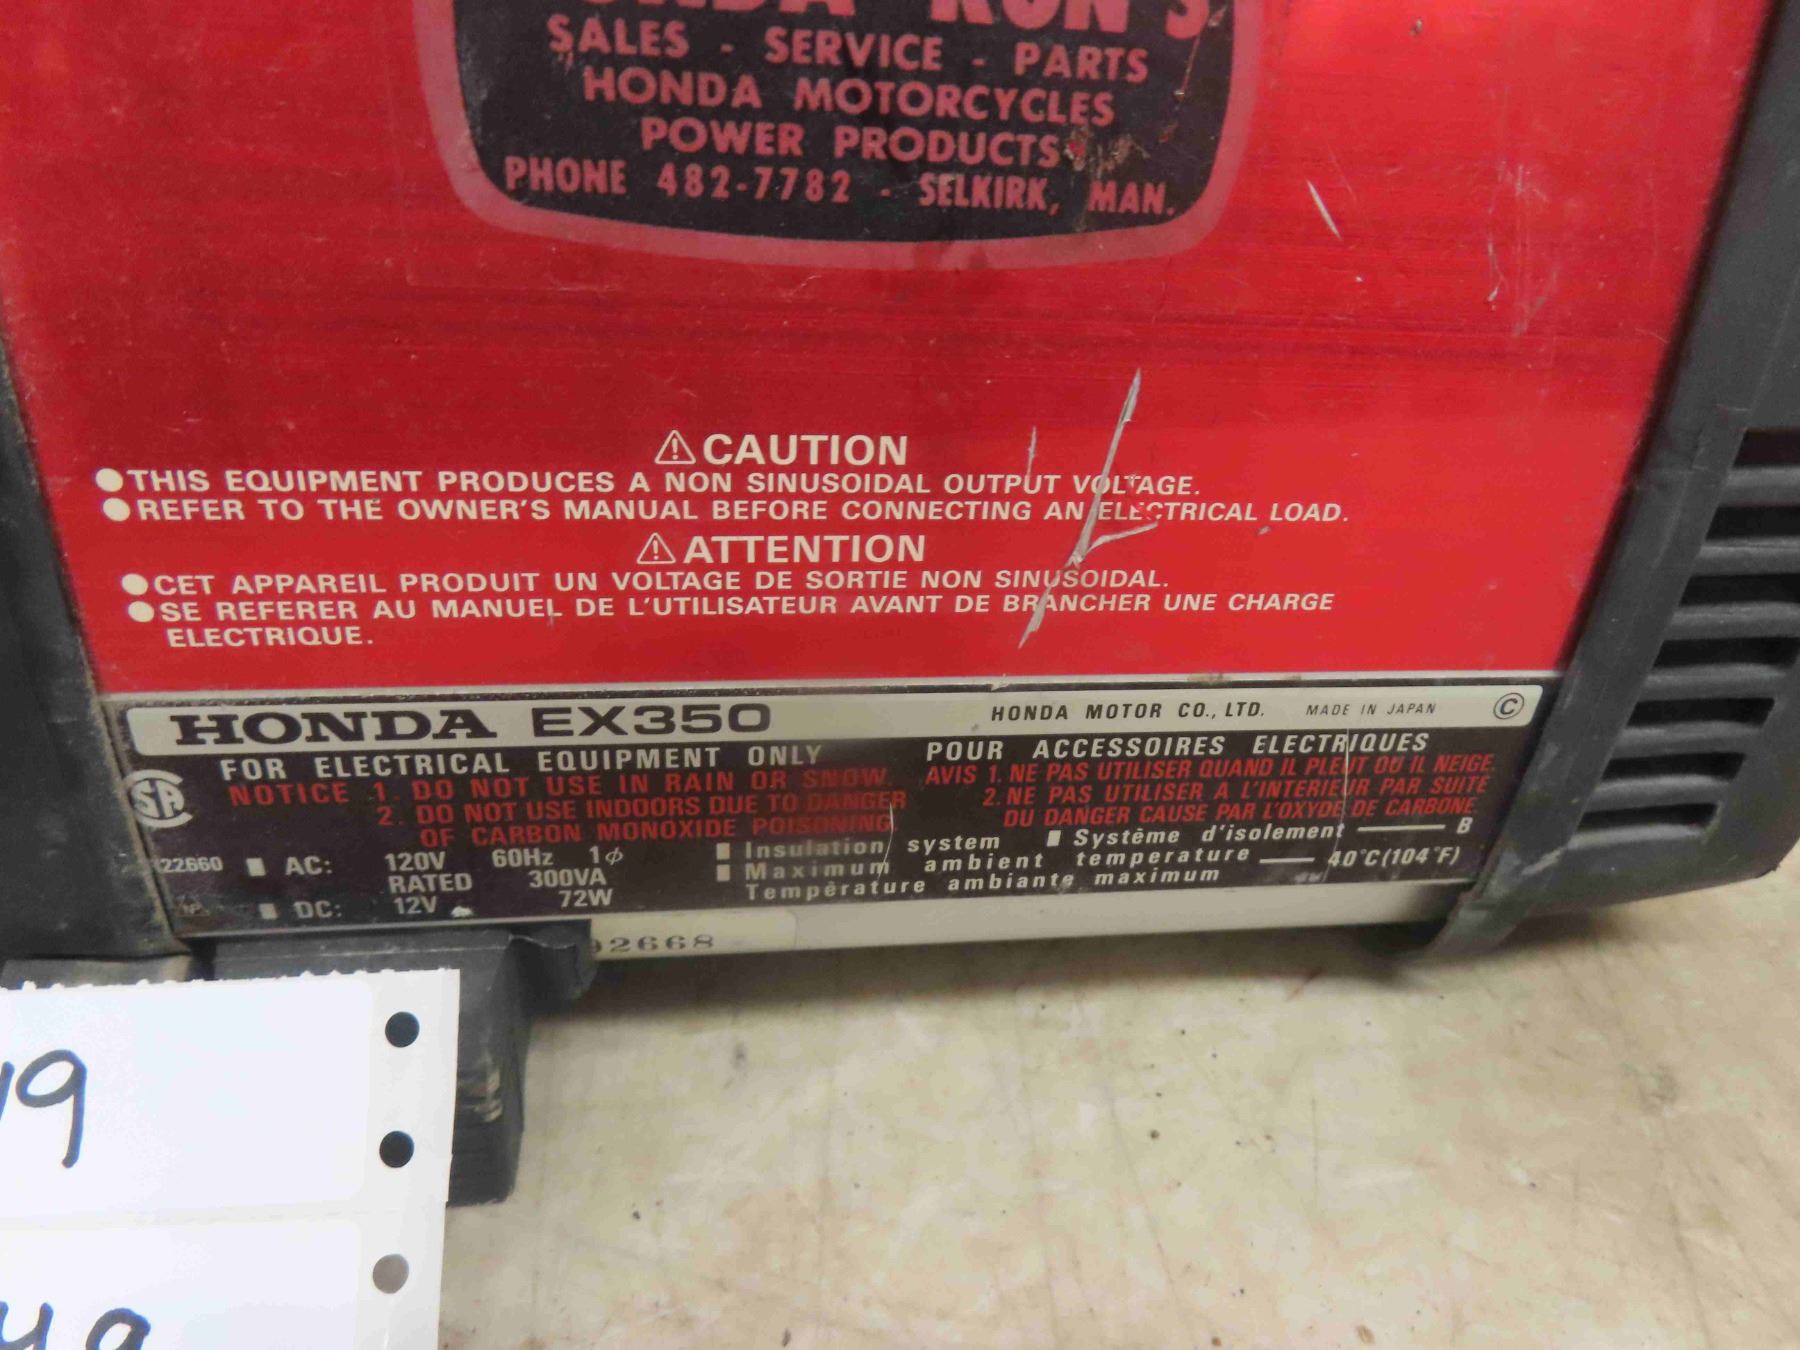 RON'S
SALES - SERVICE - PARTS
HONDA MOTORCYCLES
POWER PRODUCTS
PHONE 482-7782 - SELKIRK, MAN.
⚠ CAUTION
●THIS EQUIPMENT PRODUCES A NON SINUSOIDAL OUTPUT VOLTAGE.
●REFER TO THE OWNER'S MANUAL BEFORE CONNECTING AN ELECTRICAL LOAD.
⚠ ATTENTION
●CET APPAREIL PRODUIT UN VOLTAGE DE SORTIE NON SINUSOIDAL.
●SE REFERER AU MANUEL DE L'UTILISATEUR AVANT DE BRANCHER UNE CHARGE
ELECTRIQUE.
HONDA EX350 HONDA MOTOR CO., LTD. MADE IN JAPAN ©
FOR ELECTRICAL EQUIPMENT ONLY
NOTICE 1. DO NOT USE IN RAIN OR SNOW.
2. DO NOT USE INDOORS DUE TO DANGER
OF CARBON MONOXIDE POISONING.
POUR ACCESSOIRES ELECTRIQUES
AVIS 1. NE PAS UTILISER QUAND IL PLEUT OU IL NEIGE.
2. NE PAS UTILISER A L'INTERIEUR PAR SUITE
DU DANGER CAUSE PAR L'OXYDE DE CARBONE.
SA
22660 ■ AC: 120V 60Hz 1φ
RATED 300VA
■ DC: 12V 72W
■ Insulation system ■ Système d'isolement — B
■ Maximum ambient temperature — 40°C(104°F)
Température ambiante maximum
92668
19
49